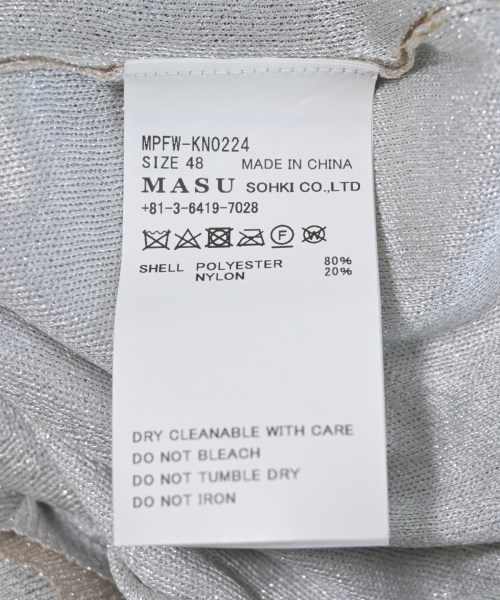 MPFW-KN0224
SIZE 48 MADE IN CHINA
MASU SOHKI CO.,LTD
+81-3-6419-7028
SHELL POLYESTER 80%
NYLON 20%
DRY CLEANABLE WITH CARE
DO NOT BLEACH
DO NOT TUMBLE DRY
DO NOT IRON